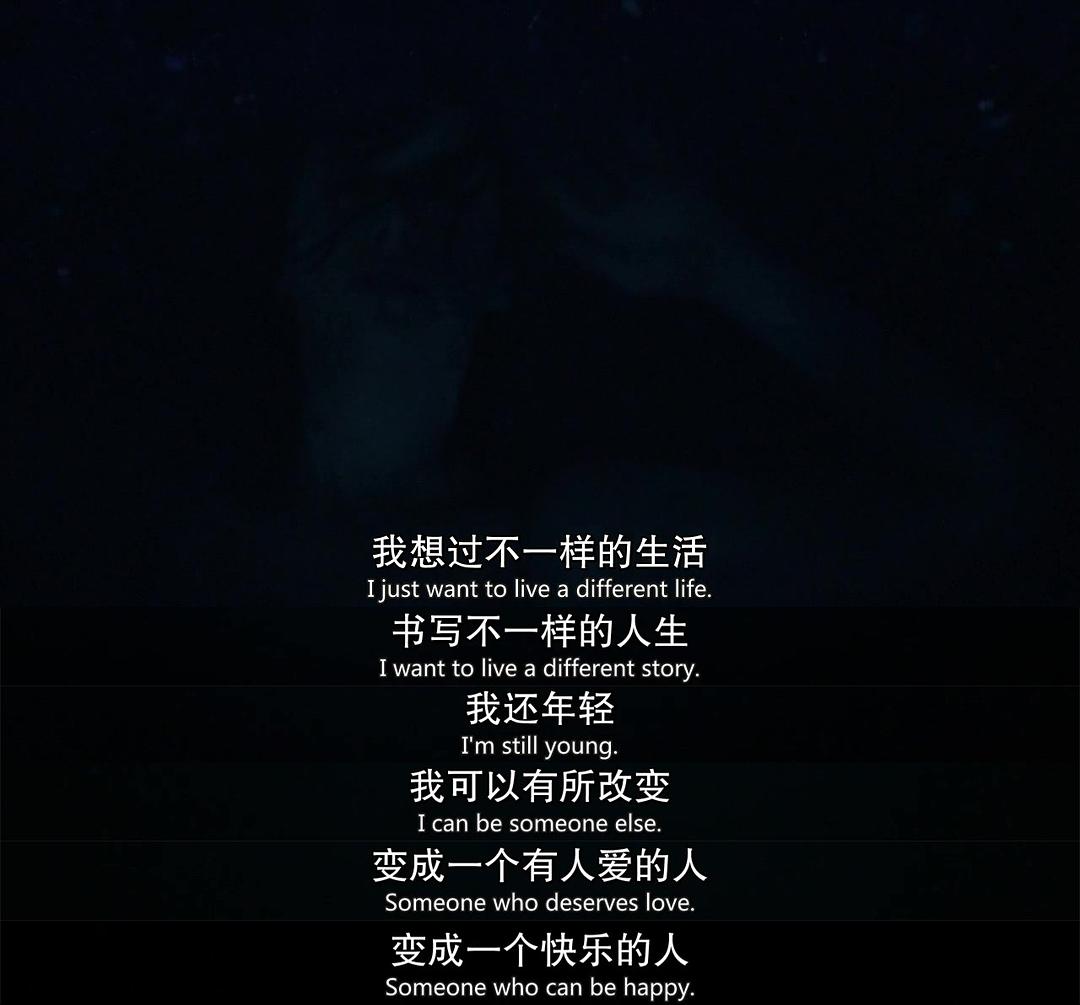 我想过不一样的生活
I just want to live a different life.
书写不一样的人生
I want to live a different story.
我还年轻
I'm still young.
我可以有所改变
I can be someone else.
变成一个有人爱的人
Someone who deserves love.
变成一个快乐的人
Someone who can be happy.